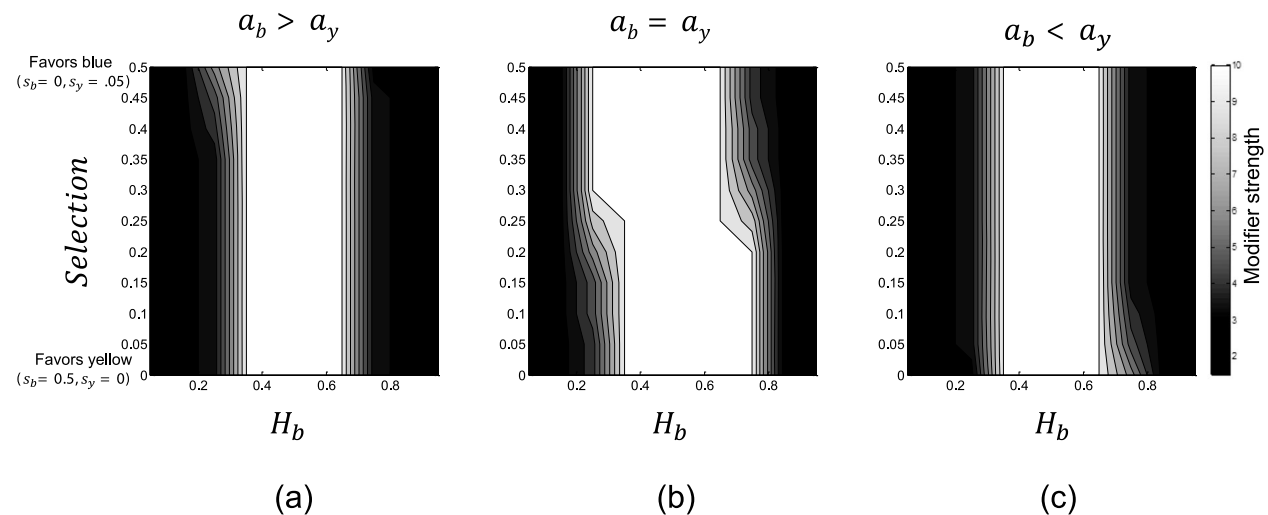 a_b > a_y
a_b = a_y
a_b < a_y
Favors blue
(s_b= 0, s_y = .05)
Selection
Favors yellow
(s_b= 0.5, s_y = 0)
0.5
0.45
0.4
0.35
0.3
0.25
0.2
0.15
0.1
0.05
0
0.2 0.4 0.6 0.8
H_b
(a)
0.5
0.45
0.4
0.35
0.3
0.25
0.2
0.15
0.1
0.05
0
0.2 0.4 0.6 0.8
H_b
(b)
0.5
0.45
0.4
0.35
0.3
0.25
0.2
0.15
0.1
0.05
0
0.2 0.4 0.6 0.8
H_b
(c)
10
9
8
7
6
5
4
3
2
Modifier strength